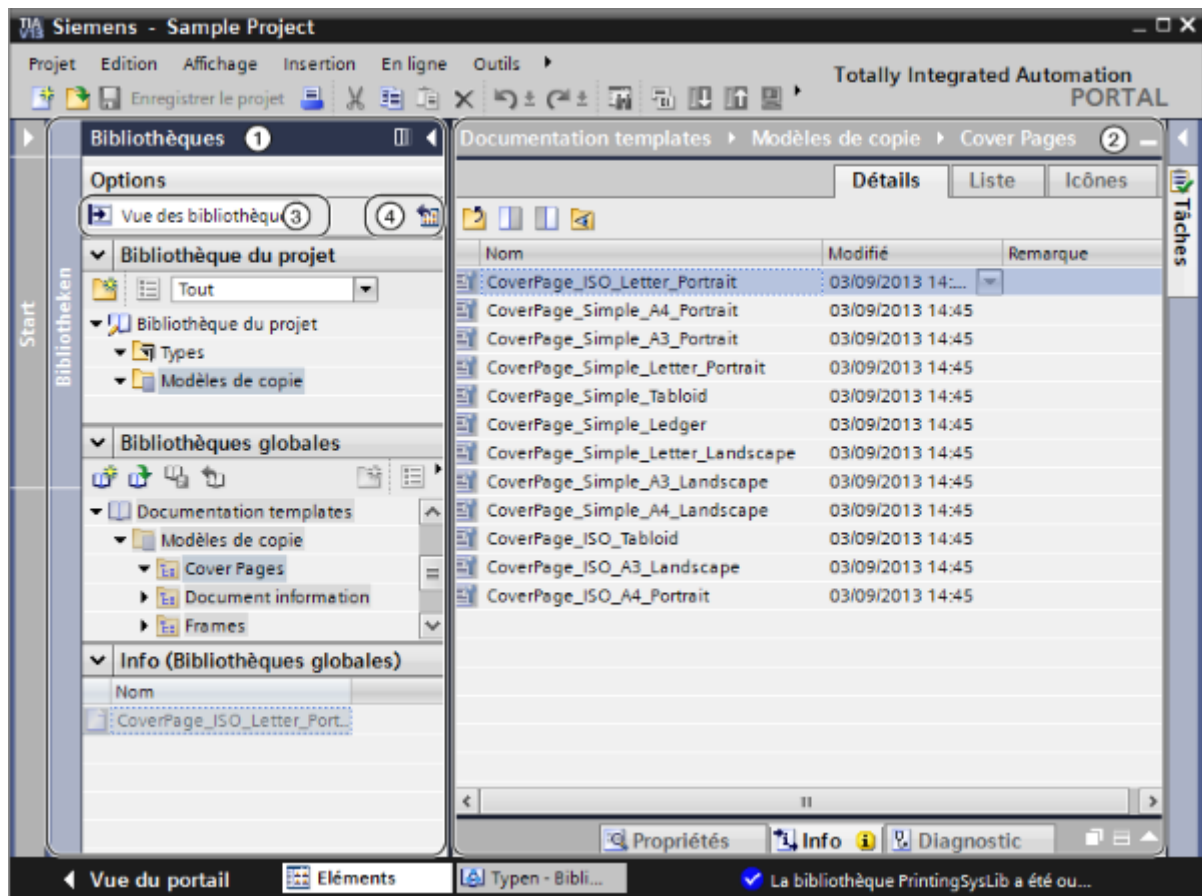 Siemens - Sample Project
Projet Edition Affichage Insertion En ligne Outils
Totally Integrated Automation
PORTAL
Enregistrer le projet
Start
Bibliotheken
Bibliothèques 1
Options
Vue des bibliothèqu 3 4
Bibliothèque du projet
Tout
Bibliothèque du projet
Types
Modèles de copie
Bibliothèques globales
Documentation templates
Modèles de copie
Cover Pages
Document information
Frames
Info (Bibliothèques globales)
Nom
CoverPage_ISO_Letter_Port...
Documentation templates Modèles de copie Cover Pages 2
Détails Liste Icônes
Nom Modifié Remarque
CoverPage_ISO_Letter_Portrait 03/09/2013 14:...
CoverPage_Simple_A4_Portrait 03/09/2013 14:45
CoverPage_Simple_A3_Portrait 03/09/2013 14:45
CoverPage_Simple_Letter_Portrait 03/09/2013 14:45
CoverPage_Simple_Tabloid 03/09/2013 14:45
CoverPage_Simple_Ledger 03/09/2013 14:45
CoverPage_Simple_Letter_Landscape 03/09/2013 14:45
CoverPage_Simple_A3_Landscape 03/09/2013 14:45
CoverPage_Simple_A4_Landscape 03/09/2013 14:45
CoverPage_ISO_Tabloid 03/09/2013 14:45
CoverPage_ISO_A3_Landscape 03/09/2013 14:45
CoverPage_ISO_A4_Portrait 03/09/2013 14:45
Tâches
Propriétés Info Diagnostic
Vue du portail Eléments Typen - Bibli... La bibliothèque PrintingSysLib a été ou...